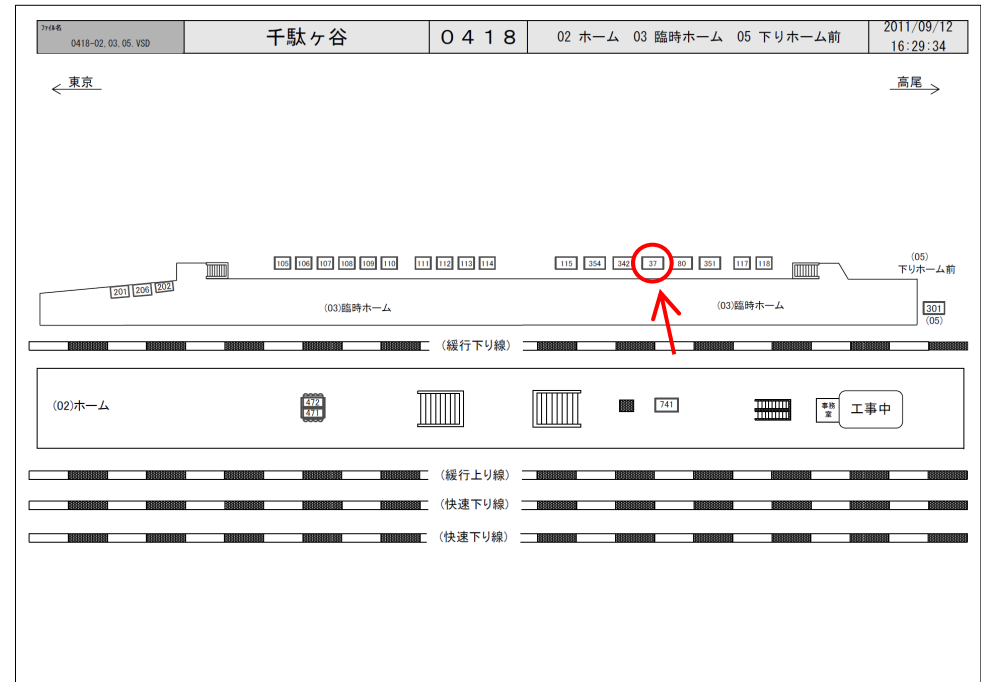 ファイル名
0418-02.03.05.VSD
千駄ヶ谷
0418
02 ホーム 03 臨時ホーム 05 下りホーム前
2011/09/12
16:29:34
東京
高尾
105 106 107 108 109 110 111 112 113 114 115 354 342 37 80 351 117 118
(05)
下りホーム前
201 206 202
(03)臨時ホーム
(03)臨時ホーム
301
(05)
(緩行下り線)
(02)ホーム
472
471
741
事務
室
工事中
(緩行上り線)
(快速下り線)
(快速下り線)